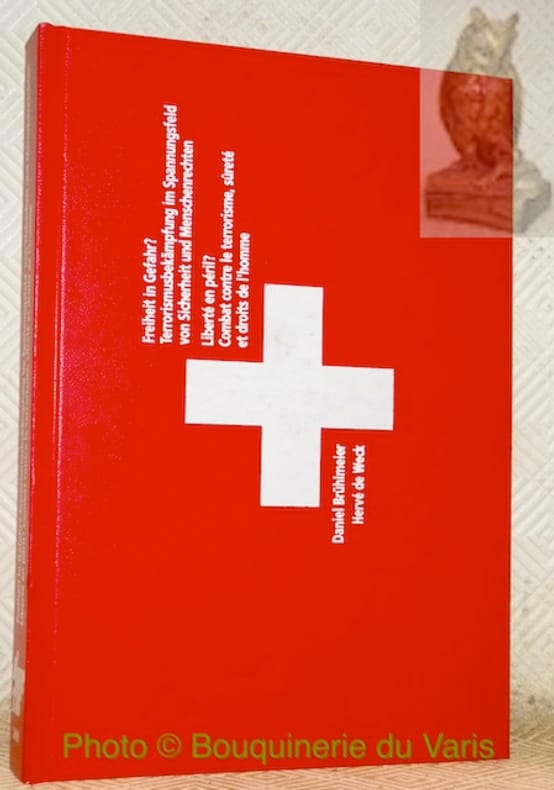 Freiheit in Gefahr?
Terrorismusbekämpfung im Spannungsfeld
von Sicherheit und Menschenrechten
Liberté en péril?
Combat contre le terrorisme, sûreté
et droits de l'homme
Daniel Brühlmeier
Hervé de Weck
Photo © Bouquinerie du Varis